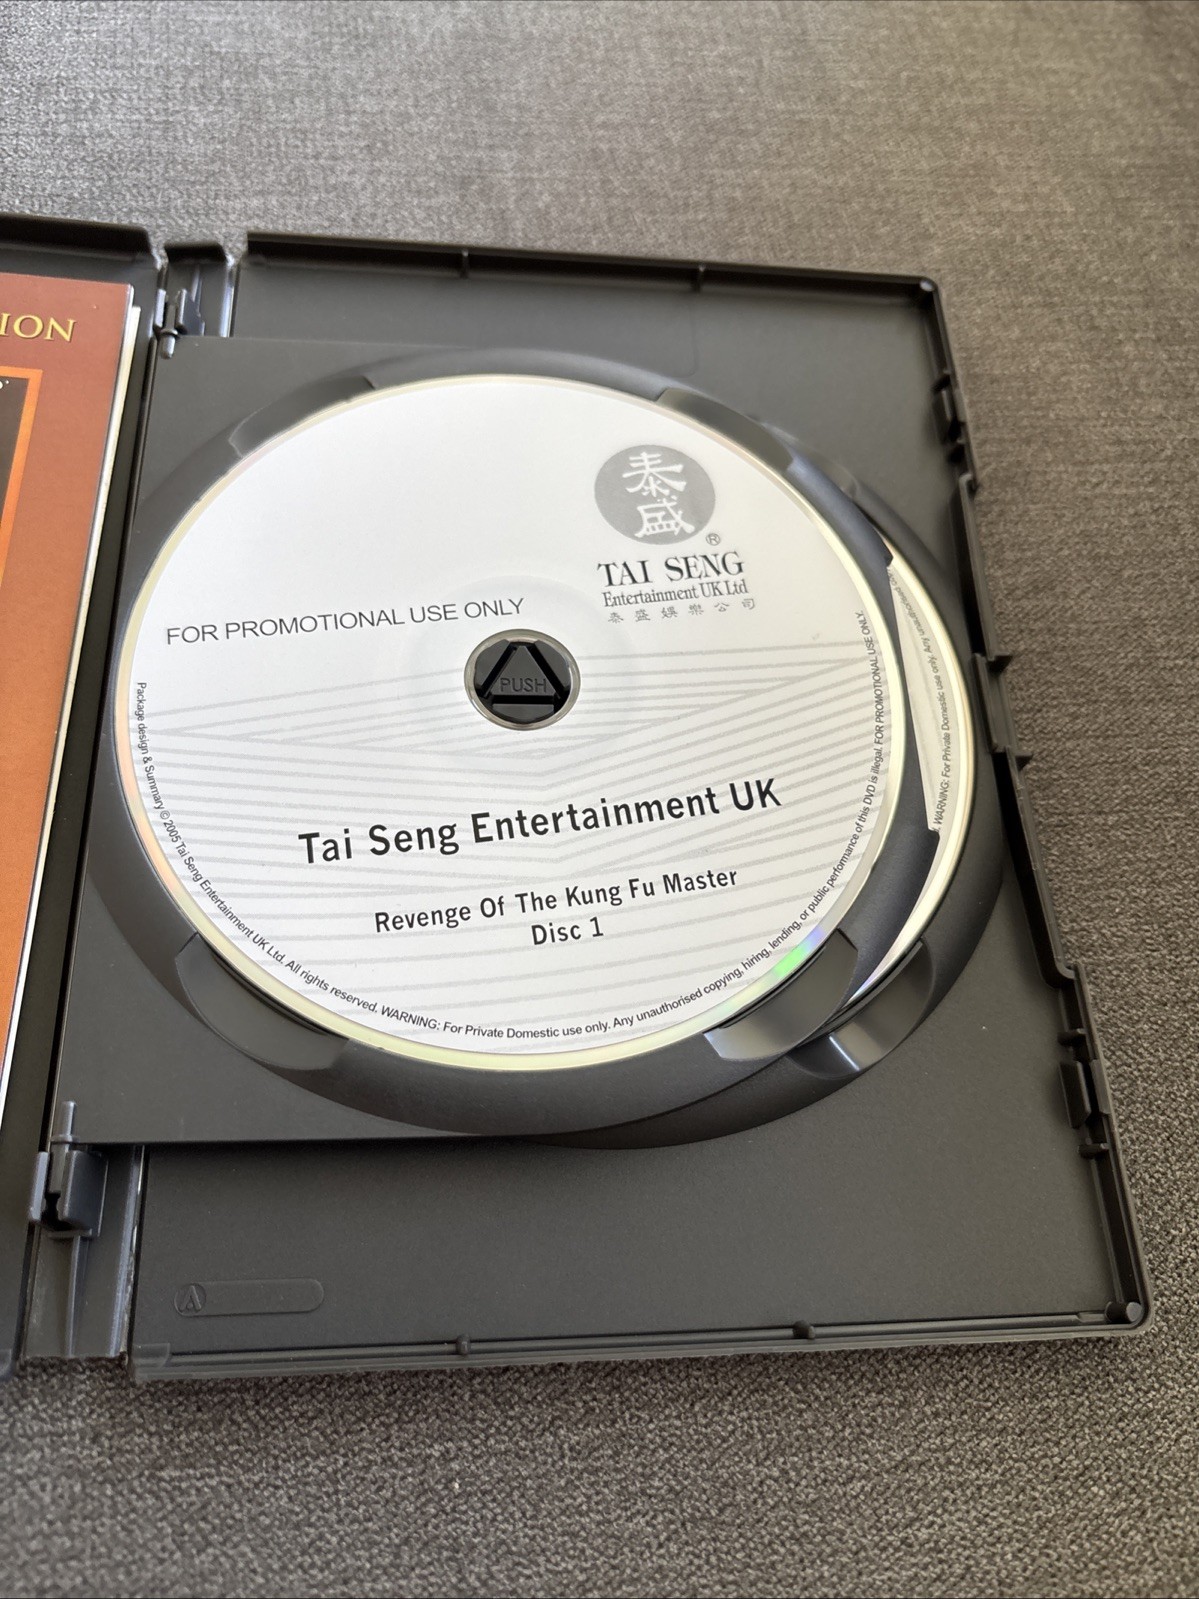 ION
泰
盛
®
TAI SENG
Entertainment UK Ltd
泰盛娛樂公司
FOR PROMOTIONAL USE ONLY
PUSH
Tai Seng Entertainment UK
Revenge Of The Kung Fu Master
Disc 1
Package design & Summary © 2005 Tai Seng Entertainment UK Ltd. All rights reserved. WARNING: For Private Domestic use only. Any unauthorised copying, hiring, lending, or public performance of this DVD is illegal. FOR PROMOTIONAL USE ONLY.
WARNING: For Private Domestic use only. Any unauthorised